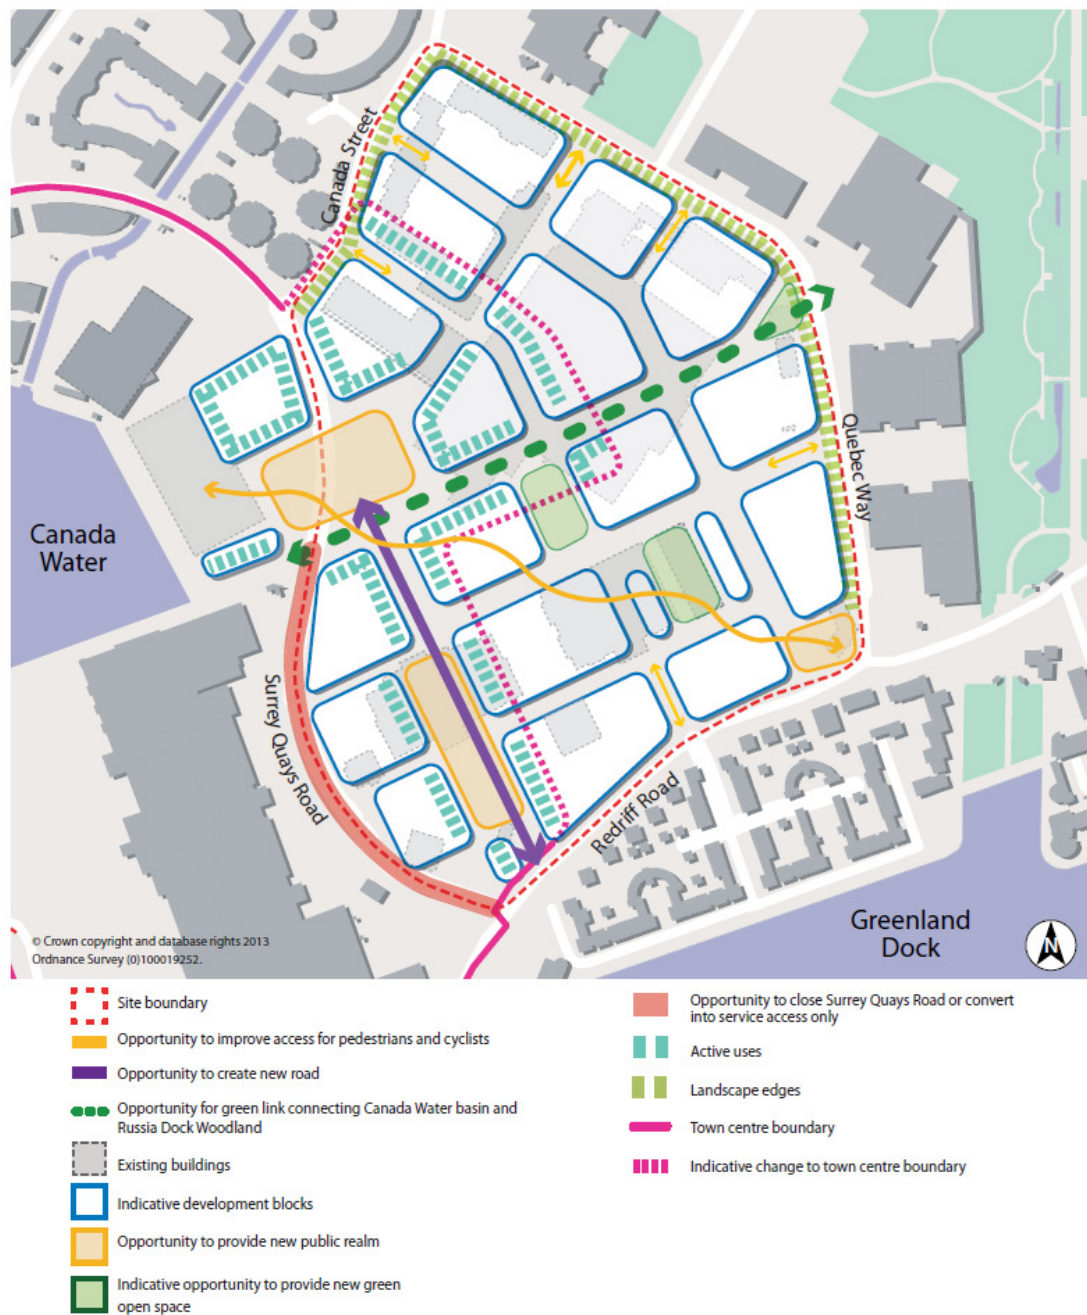 Canada Street
Canada
Water
Quebec Way
Surrey Quays Road
Redriff Road
Greenland
Dock
N
© Crown copyright and database rights 2013
Ordnance Survey (0)100019252.
Site boundary
Opportunity to improve access for pedestrians and cyclists
Opportunity to create new road
Opportunity for green link connecting Canada Water basin and
Russia Dock Woodland
Existing buildings
Indicative development blocks
Opportunity to provide new public realm
Indicative opportunity to provide new green
open space
Opportunity to close Surrey Quays Road or convert
into service access only
Active uses
Landscape edges
Town centre boundary
Indicative change to town centre boundary